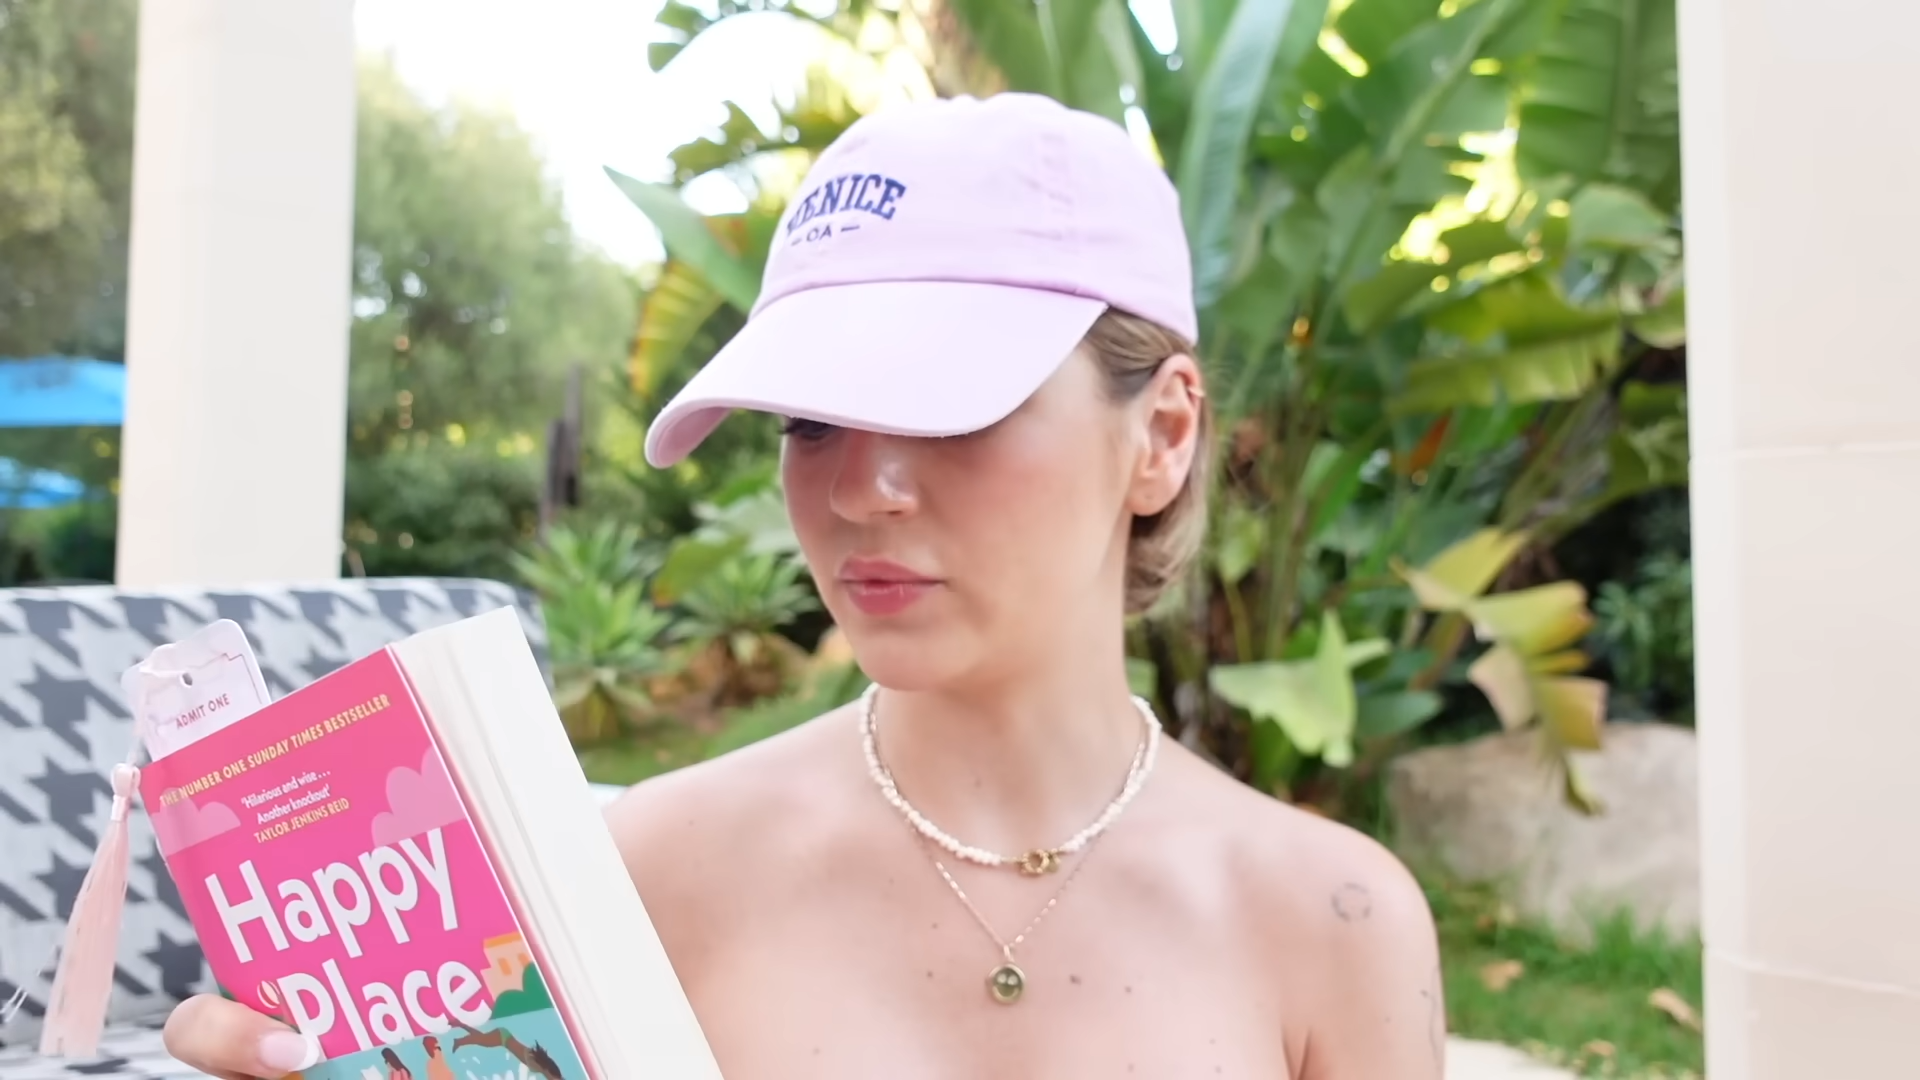 VENICE
- CA -
ADMIT ONE
THE NUMBER ONE SUNDAY TIMES BESTSELLER
'Hilarious and wise ...
Another knockout'
TAYLOR JENKINS REID
Happy
Place